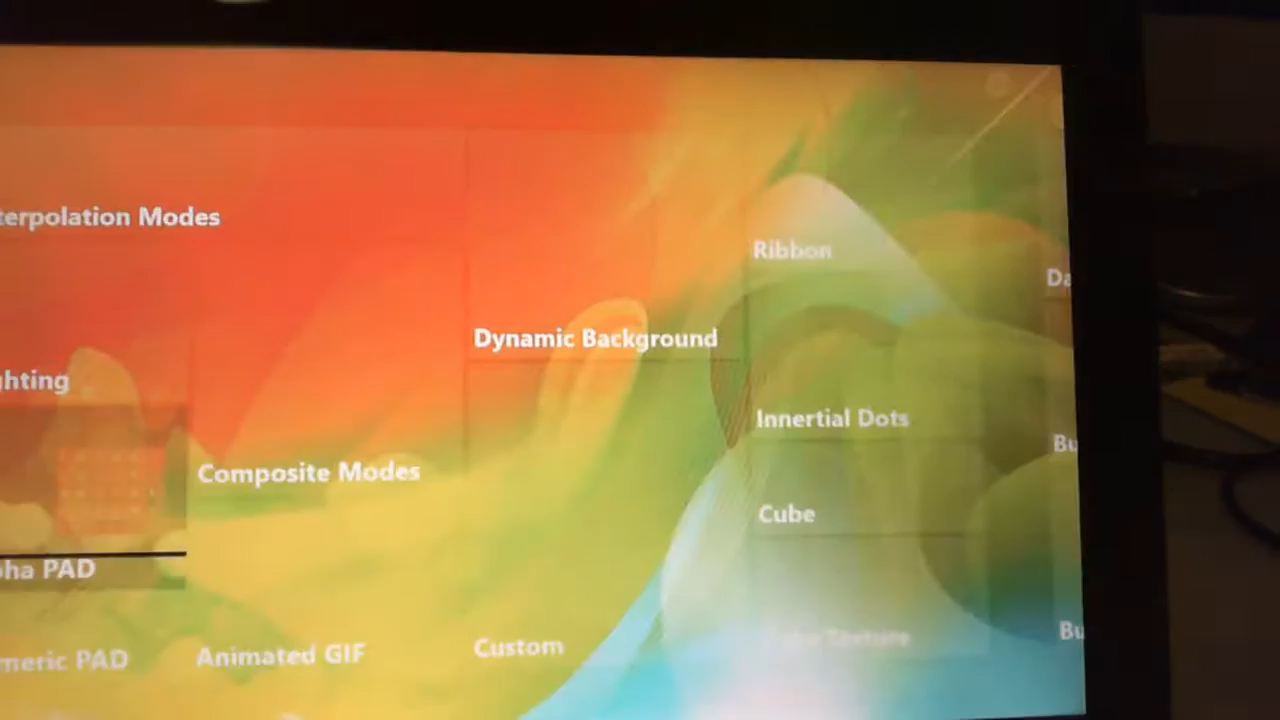 terpolation Modes
Ribbon
Da
Dynamic Background
ghting
Innertial Dots
Bu
Composite Modes
Cube
pha PAD
Bu
Texture
Custom
Animated GIF
meric PAD